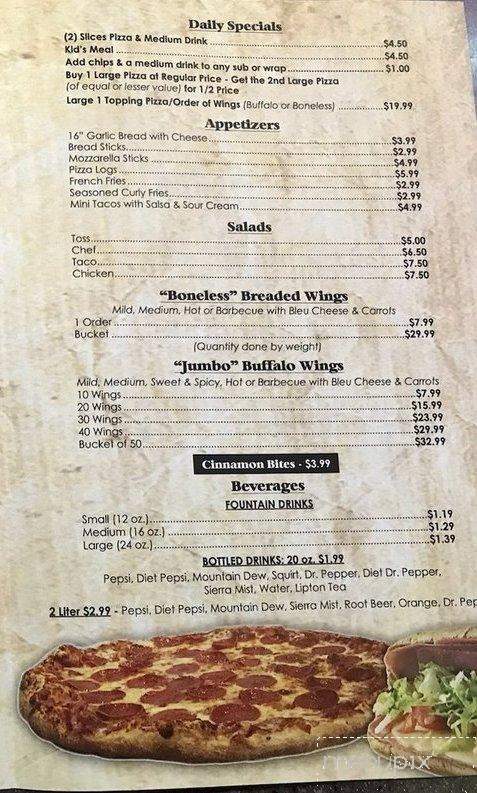 Daily Specials
(2) Slices Pizza & Medium Drink $4.50
Kid's Meal $4.50
Add chips & a medium drink to any sub or wrap $1.00
Buy 1 Large Pizza at Regular Price - Get the 2nd Large Pizza
(of equal or lesser value) for 1/2 Price
Large 1 Topping Pizza/Order of Wings (Buffalo or Boneless) $19.99
Appetizers
16" Garlic Bread with Cheese $3.99
Bread Sticks $2.99
Mozzarella Sticks $4.99
Pizza Logs $5.99
French Fries $2.99
Seasoned Curly Fries $2.99
Mini Tacos with Salsa & Sour Cream $4.99
Salads
Toss $5.00
Chef $6.50
Taco $7.50
Chicken $7.50
"Boneless" Breaded Wings
Mild, Medium, Hot or Barbecue with Bleu Cheese & Carrots
1 Order $7.99
Bucket $29.99
(Quantity done by weight)
"Jumbo" Buffalo Wings
Mild, Medium, Sweet & Spicy, Hot or Barbecue with Bleu Cheese & Carrots
10 Wings $7.99
20 Wings $15.99
30 Wings $23.99
40 Wings $29.99
Bucket of 50 $32.99
Cinnamon Bites - $3.99
Beverages
FOUNTAIN DRINKS
Small (12 oz.) $1.19
Medium (16 oz.) $1.29
Large (24 oz.) $1.39
BOTTLED DRINKS: 20 oz. $1.99
Pepsi, Diet Pepsi, Mountain Dew, Squirt, Dr. Pepper, Diet Dr. Pepper,
Sierra Mist, Water, Lipton Tea
2 Liter $2.99 - Pepsi, Diet Pepsi, Mountain Dew, Sierra Mist, Root Beer, Orange, Dr. Pep